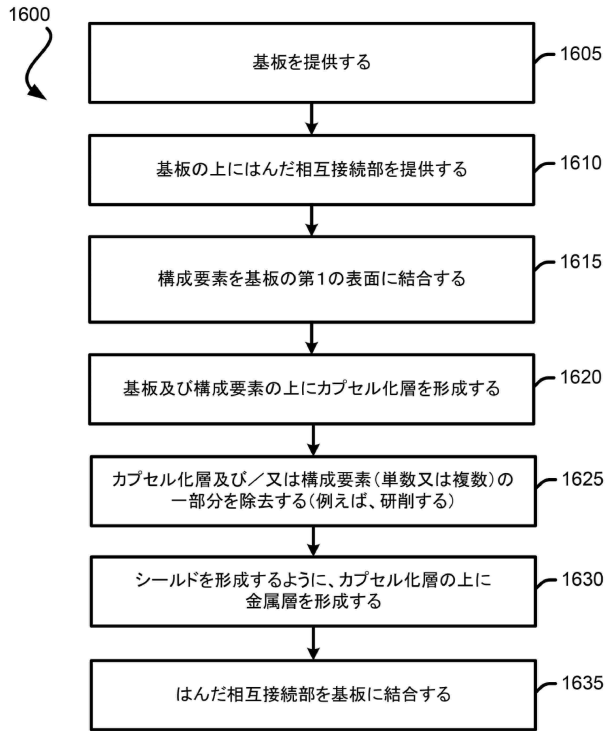 1600
基板を提供する
1605
基板の上にはんだ相互接続部を提供する
1610
構成要素を基板の第1の表面に結合する
1615
基板及び構成要素の上にカプセル化層を形成する
1620
カプセル化層及び／又は構成要素(単数又は複数)の
一部分を除去する(例えば、研削する)
1625
シールドを形成するように、カプセル化層の上に
金属層を形成する
1630
はんだ相互接続部を基板に結合する
1635